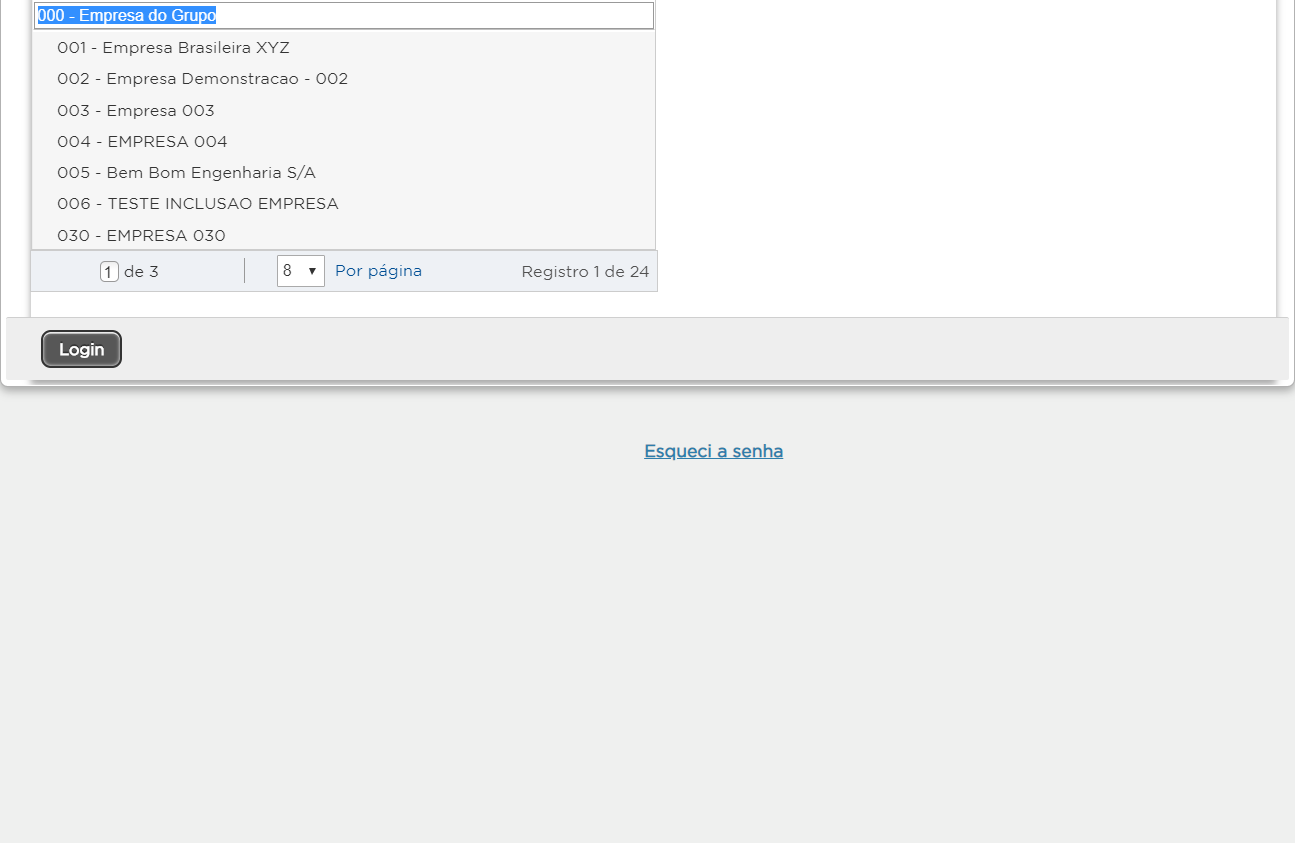 000 - Empresa do Grupo
001 - Empresa Brasileira XYZ
002 - Empresa Demonstracao - 002
003 - Empresa 003
004 - EMPRESA 004
005 - Bem Bom Engenharia S/A
006 - TESTE INCLUSAO EMPRESA
030 - EMPRESA 030
1 de 3 8 Por página Registro 1 de 24
Login
Esqueci a senha